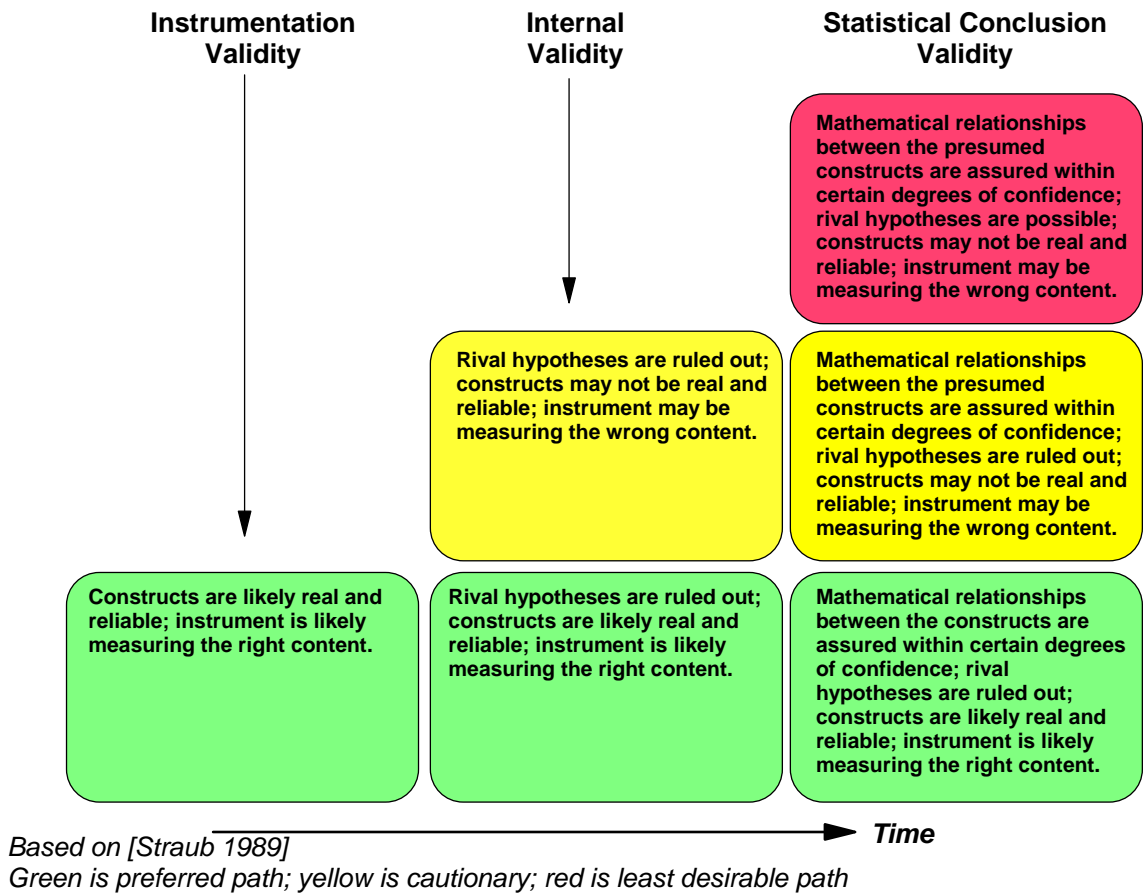 Instrumentation
Validity
Internal
Validity
Statistical Conclusion
Validity
Mathematical relationships
between the presumed
constructs are assured within
certain degrees of confidence;
rival hypotheses are possible;
constructs may not be real and
reliable; instrument may be
measuring the wrong content.
Rival hypotheses are ruled out;
constructs may not be real and
reliable; instrument may be
measuring the wrong content.
Mathematical relationships
between the presumed
constructs are assured within
certain degrees of confidence;
rival hypotheses are ruled out;
constructs may not be real and
reliable; instrument may be
measuring the wrong content.
Constructs are likely real and
reliable; instrument is likely
measuring the right content.
Rival hypotheses are ruled out;
constructs are likely real and
reliable; instrument is likely
measuring the right content.
Mathematical relationships
between the constructs are
assured within certain degrees
of confidence; rival
hypotheses are ruled out;
constructs are likely real and
reliable; instrument is likely
measuring the right content.
Time
Based on [Straub 1989]
Green is preferred path; yellow is cautionary; red is least desirable path